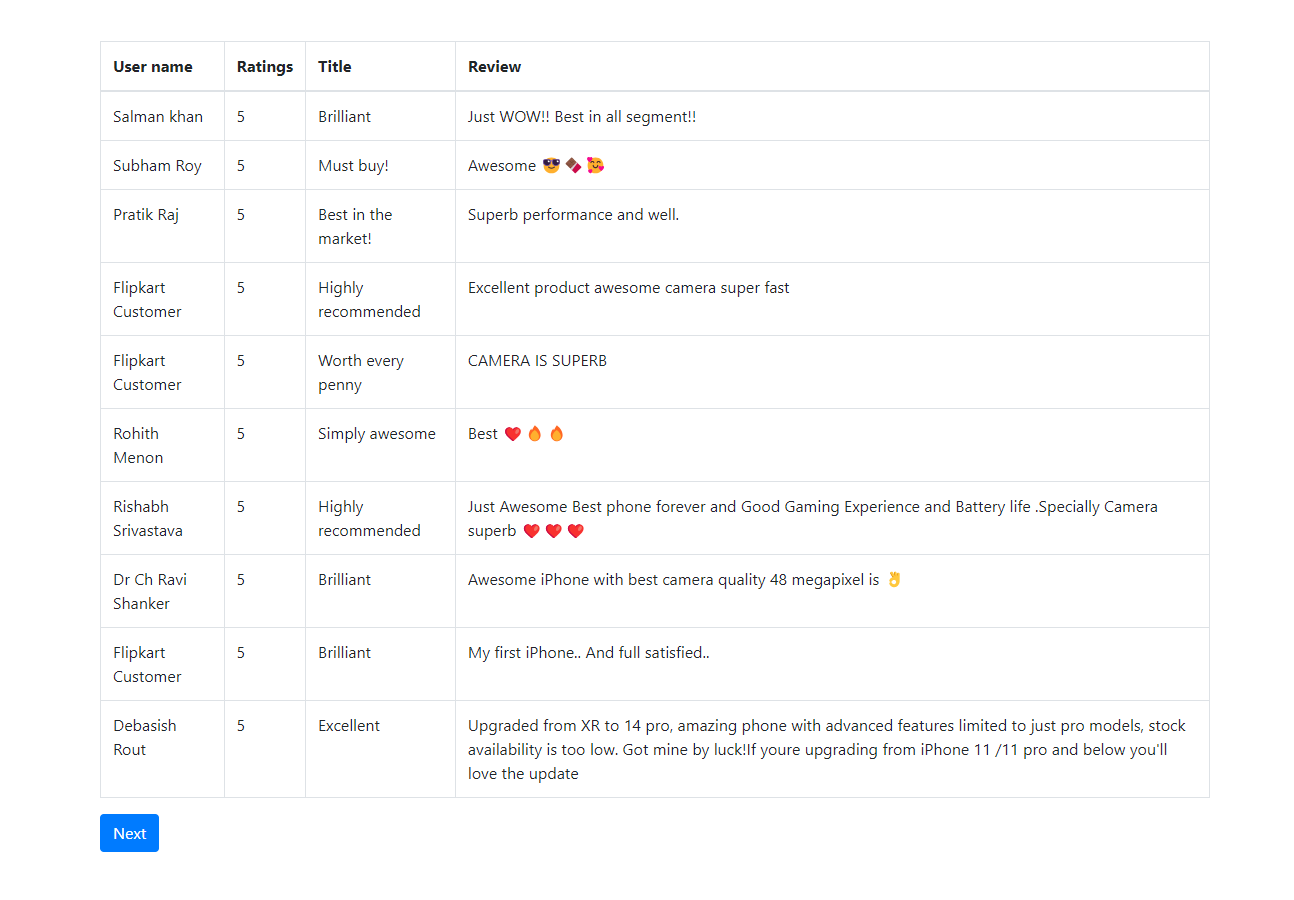 User name Ratings Title Review
Salman khan 5 Brilliant Just WOW!! Best in all segment!!
Subham Roy 5 Must buy! Awesome 😎 🍫 🥰
Pratik Raj 5 Best in the Superb performance and well.
market!
Flipkart 5 Highly Excellent product awesome camera super fast
Customer recommended
Flipkart 5 Worth every CAMERA IS SUPERB
Customer penny
Rohith 5 Simply awesome Best ❤️ 🔥 🔥
Menon
Rishabh 5 Highly Just Awesome Best phone forever and Good Gaming Experience and Battery life .Specially Camera
Srivastava recommended superb ❤️ ❤️ ❤️
Dr Ch Ravi 5 Brilliant Awesome iPhone with best camera quality 48 megapixel is 👌
Shanker
Flipkart 5 Brilliant My first iPhone.. And full satisfied..
Customer
Debasish 5 Excellent Upgraded from XR to 14 pro, amazing phone with advanced features limited to just pro models, stock
Rout availability is too low. Got mine by luck!If youre upgrading from iPhone 11 /11 pro and below you'll
love the update
Next